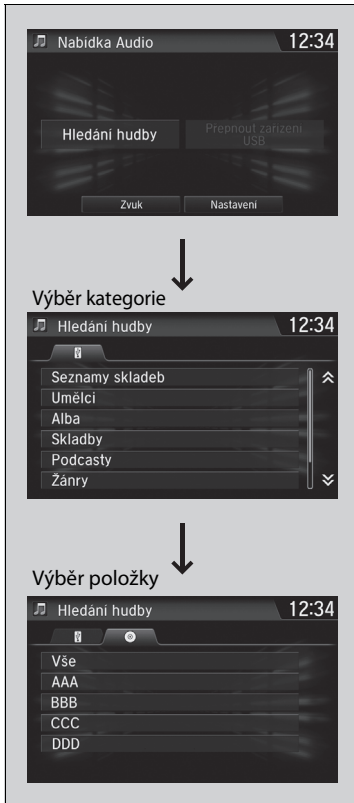 Nabídka Audio 12:34
Hledání hudby
Přepnout zařízení
USB
Zvuk Nastavení
Výběr kategorie
Hledání hudby 12:34
Seznamy skladeb
Umělci
Alba
Skladby
Podcasty
Žánry
Výběr položky
Hledání hudby 12:34
Vše
AAA
BBB
CCC
DDD